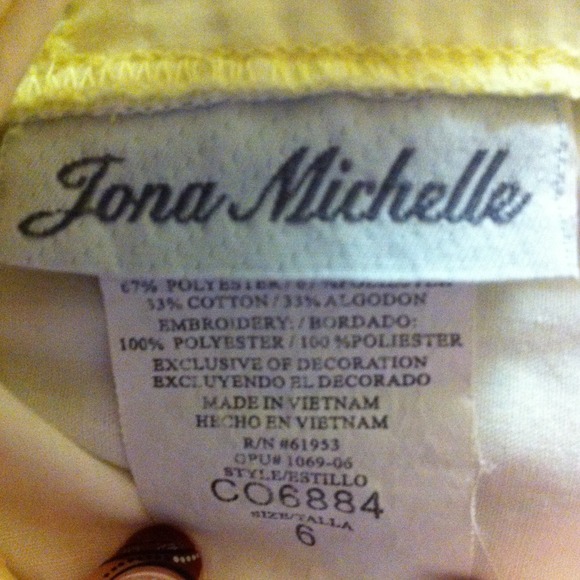 Jona Michelle
67% POLYESTER / 67 %POLIESTER
33% COTTON / 33% ALGODON
EMBROIDERY: / BORDADO:
100% POLYESTER / 100 %POLIESTER
EXCLUSIVE OF DECORATION
EXCLUYENDO EL DECORADO
MADE IN VIETNAM
HECHO EN VIETNAM
R/N #61953
GPU# 1069-06
STYLE/ESTILLO
CO6884
SIZE/TALLA
6